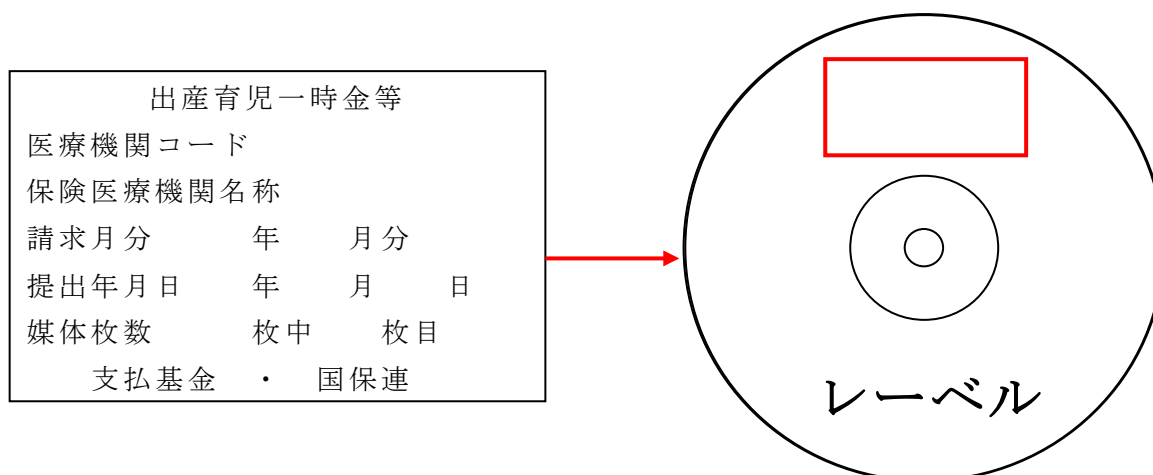 出産育児一時金等
医療機関コード
保険医療機関名称
請求月分 年 月分
提出年月日 年 月 日
媒体枚数 枚中 枚目
支払基金 ・ 国保連
レーベル